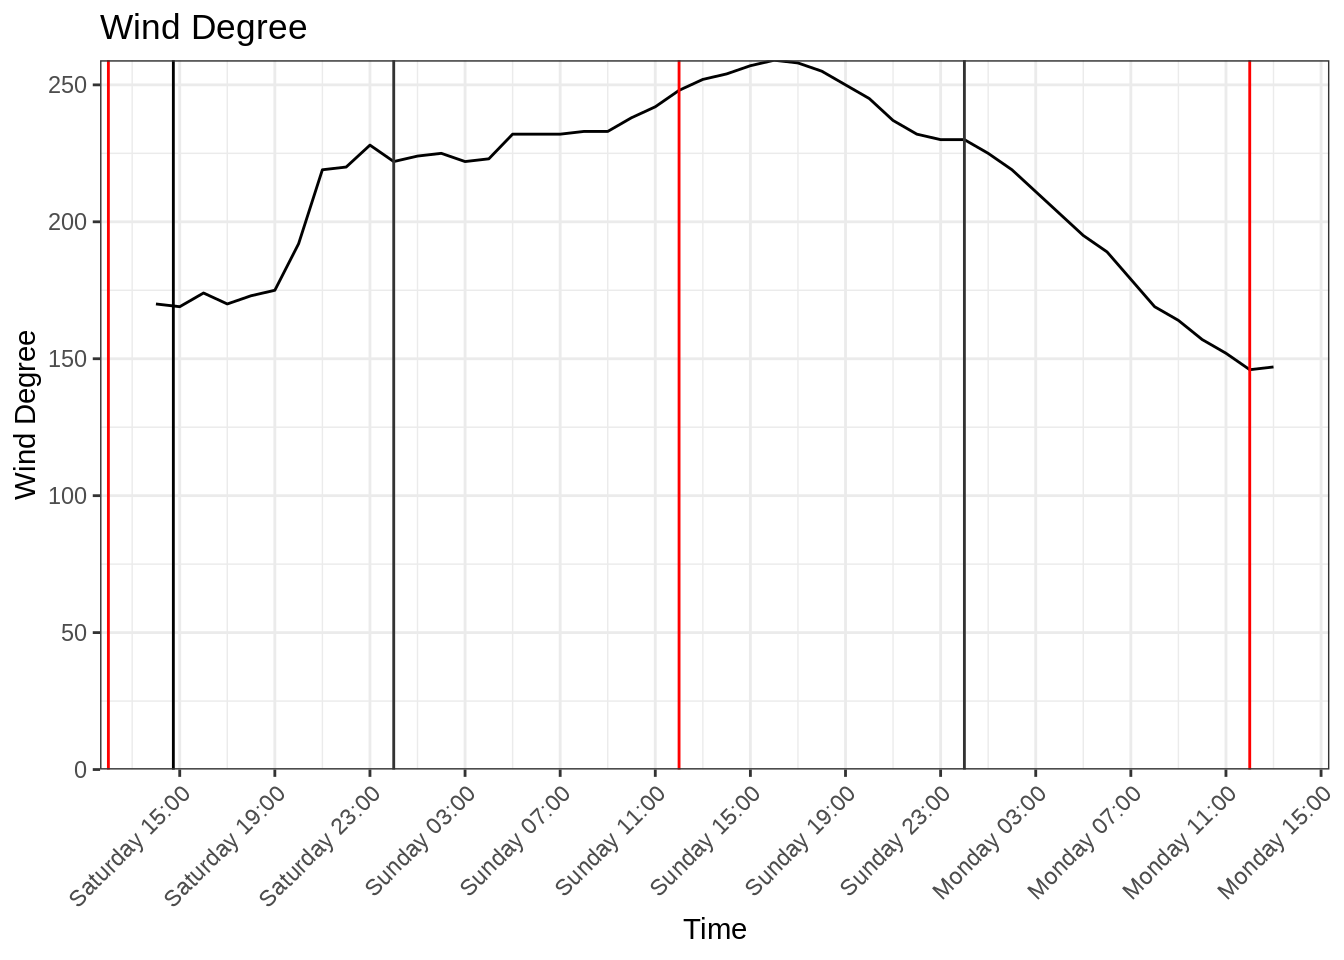 Wind Degree
Wind Degree
250
200
150
100
50
0
Saturday 15:00
Saturday 19:00
Saturday 23:00
Sunday 03:00
Sunday 07:00
Sunday 11:00
Sunday 15:00
Sunday 19:00
Sunday 23:00
Monday 03:00
Monday 07:00
Monday 11:00
Monday 15:00
Time